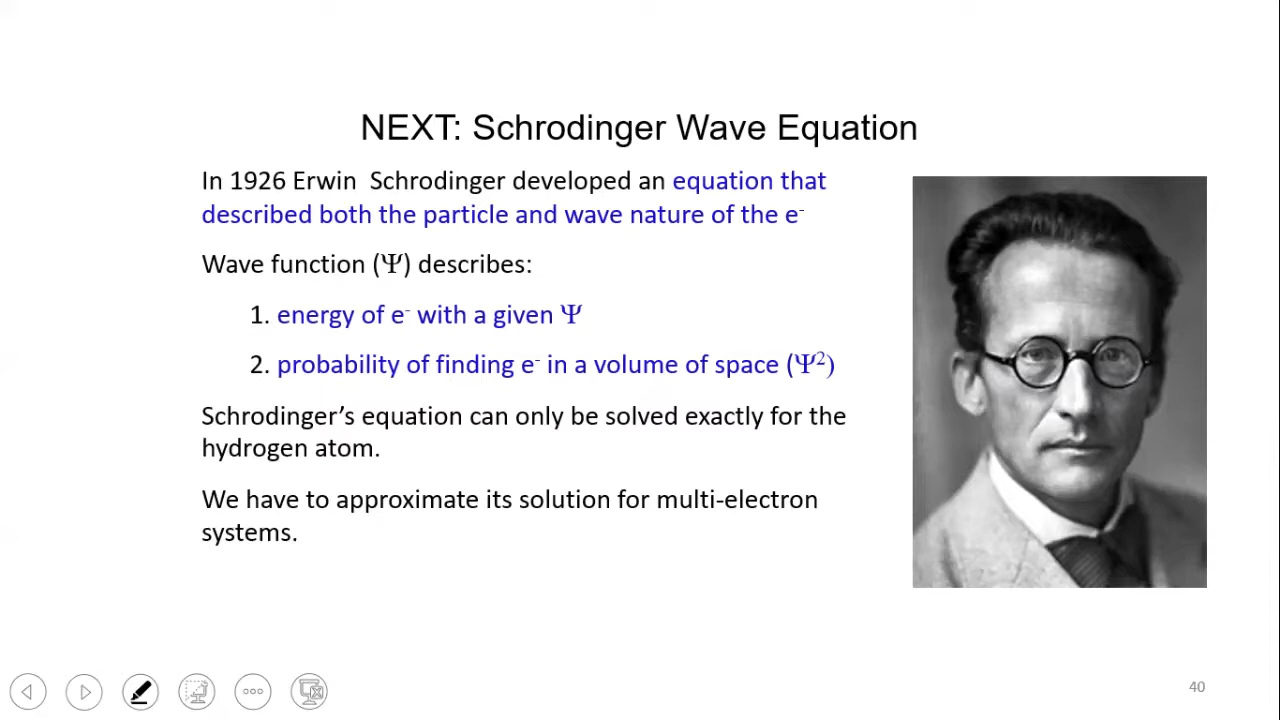 NEXT: Schrodinger Wave Equation
In 1926 Erwin  Schrodinger developed an equation that
described both the particle and wave nature of the e⁻
Wave function (Ψ) describes:
1. energy of e⁻ with a given Ψ
2. probability of finding e⁻ in a volume of space (Ψ²)
Schrodinger’s equation can only be solved exactly for the
hydrogen atom.
We have to approximate its solution for multi-electron
systems.
40